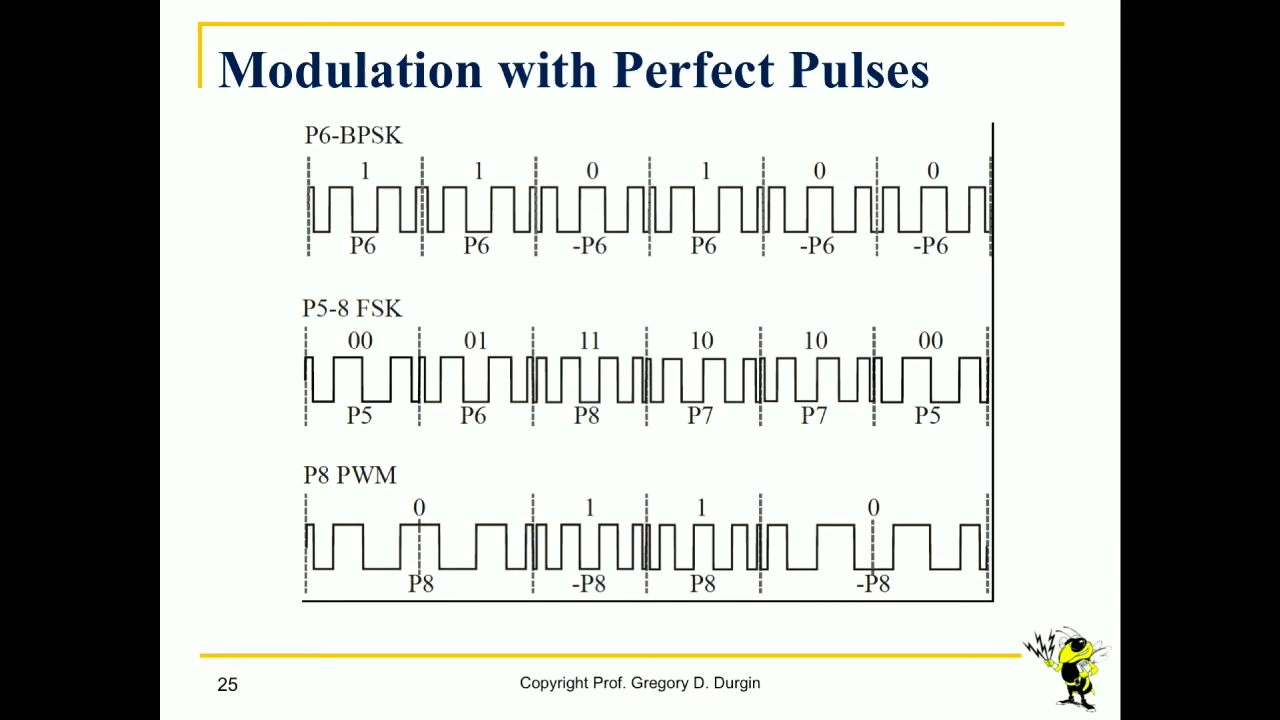 Modulation with Perfect Pulses
P6-BPSK
1 1 0 1 0 0
P6 P6 -P6 P6 -P6 -P6
P5-8 FSK
00 01 11 10 10 00
P5 P6 P8 P7 P7 P5
P8 PWM
0 1 1 0
P8 -P8 P8 -P8
25 Copyright Prof. Gregory D. Durgin